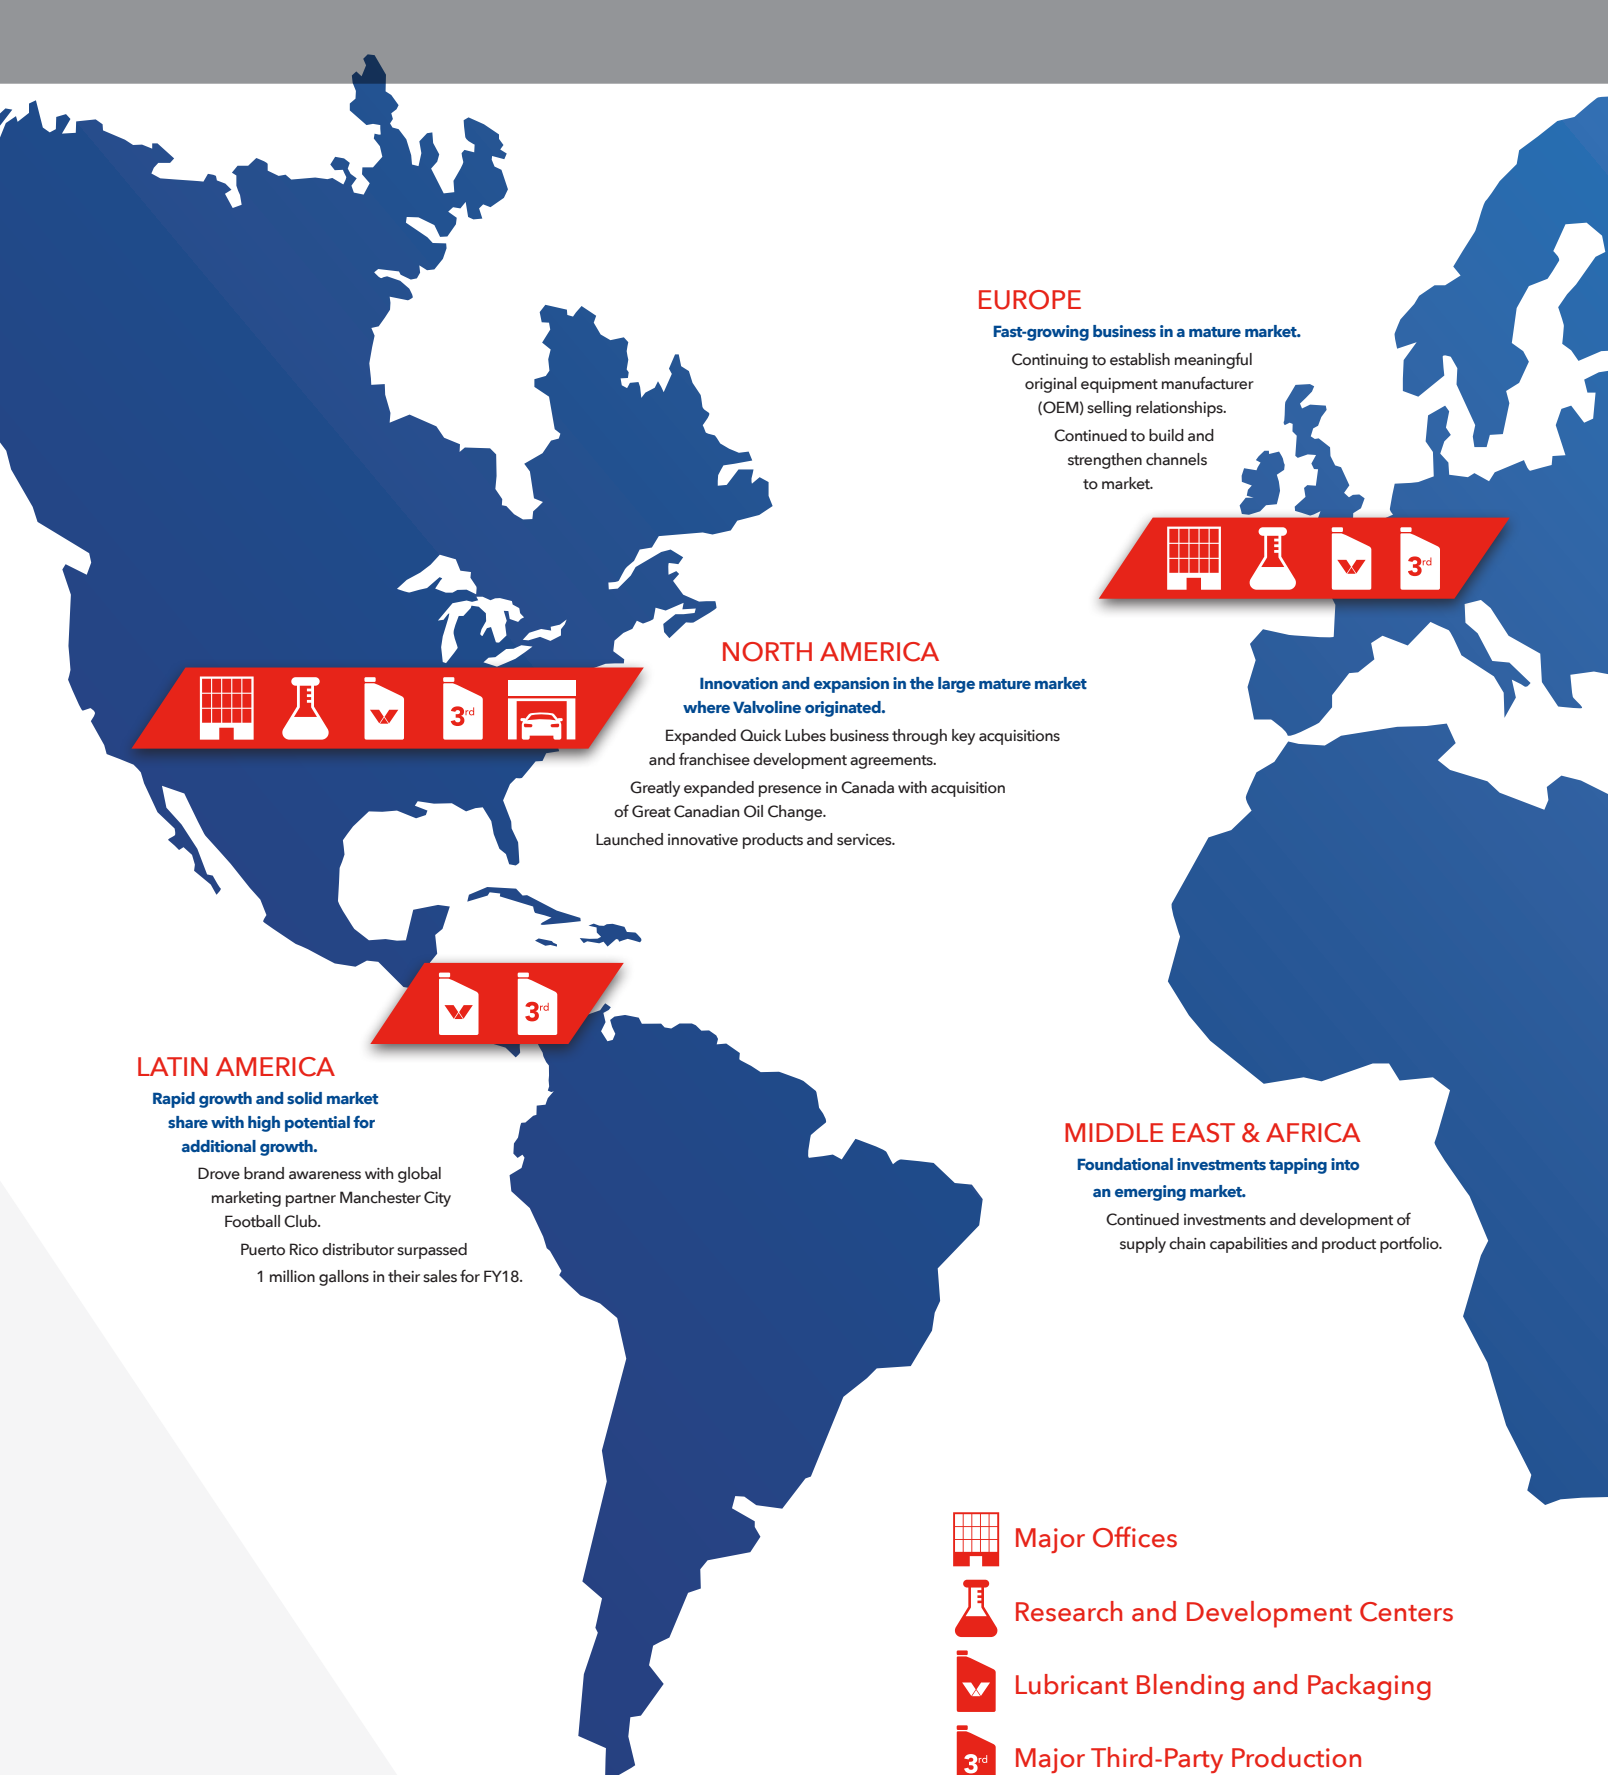 EUROPE
Fast-growing business in a mature market.
Continuing to establish meaningful
original equipment manufacturer
(OEM) selling relationships.
Continued to build and
strengthen channels
to market.
3rd
NORTH AMERICA
Innovation and expansion in the large mature market
where Valvoline originated.
Expanded Quick Lubes business through key acquisitions
and franchisee development agreements.
Greatly expanded presence in Canada with acquisition
of Great Canadian Oil Change.
Launched innovative products and services.
3rd
3rd
LATIN AMERICA
Rapid growth and solid market
share with high potential for
additional growth.
Drove brand awareness with global
marketing partner Manchester City
Football Club.
Puerto Rico distributor surpassed
1 million gallons in their sales for FY18.
MIDDLE EAST & AFRICA
Foundational investments tapping into
an emerging market.
Continued investments and development of
supply chain capabilities and product portfolio.
Major Offices
Research and Development Centers
Lubricant Blending and Packaging
3rd Major Third-Party Production